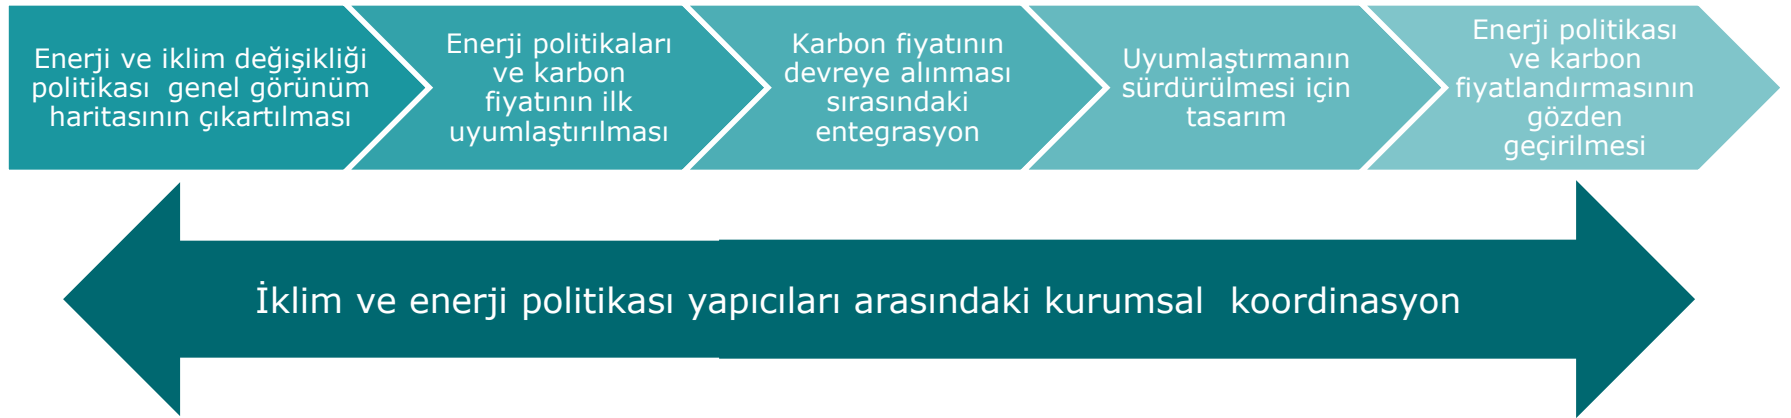 Enerji ve iklim değişikliği
politikası  genel görünüm
haritasının çıkartılması
Enerji politikaları
ve karbon
fiyatının ilk
uyumlaştırılması
Karbon fiyatının
devreye alınması
sırasındaki
entegrasyon
Uyumlaştırmanın
sürdürülmesi için
tasarım
Enerji politikası
ve karbon
fiyatlandırmasının
gözden
geçirilmesi
İklim ve enerji politikası yapıcıları arasındaki kurumsal  koordinasyon